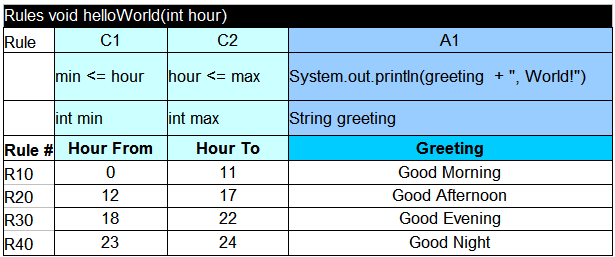 Rules void helloWorld(int hour)
Rule C1 C2 A1
min <= hour hour <= max System.out.println(greeting + ", World!")
int min int max String greeting
Rule # Hour From Hour To Greeting
R10 0 11 Good Morning
R20 12 17 Good Afternoon
R30 18 22 Good Evening
R40 23 24 Good Night